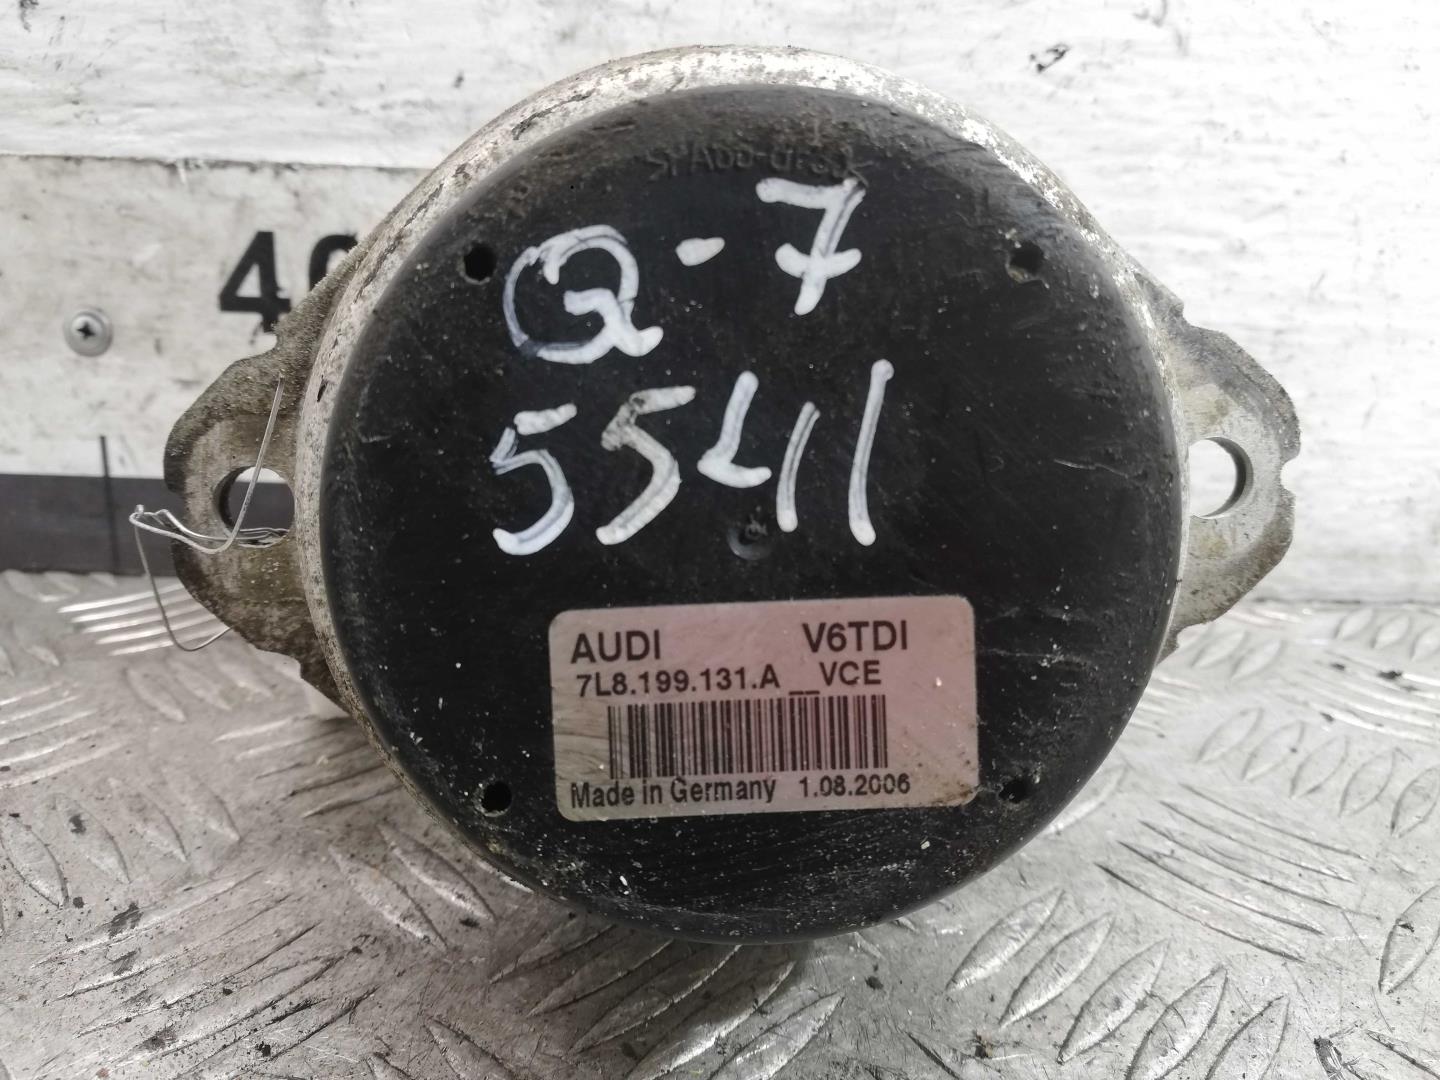 Q-7
5541
AUDI V6TDI
7L8.199.131.A __VCE
Made in Germany 1.08.2006